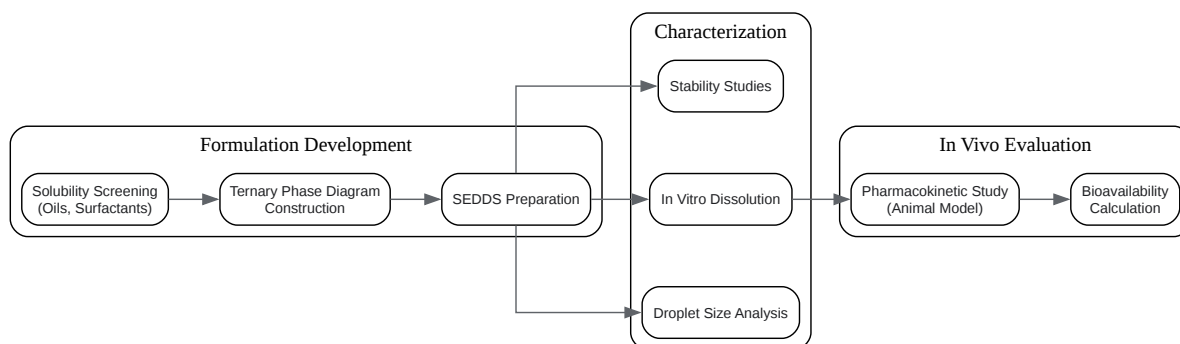 Formulation Development
Solubility Screening
(Oils, Surfactants)
Ternary Phase Diagram
Construction
SEDDS Preparation
Characterization
Stability Studies
In Vitro Dissolution
Droplet Size Analysis
In Vivo Evaluation
Pharmacokinetic Study
(Animal Model)
Bioavailability
Calculation